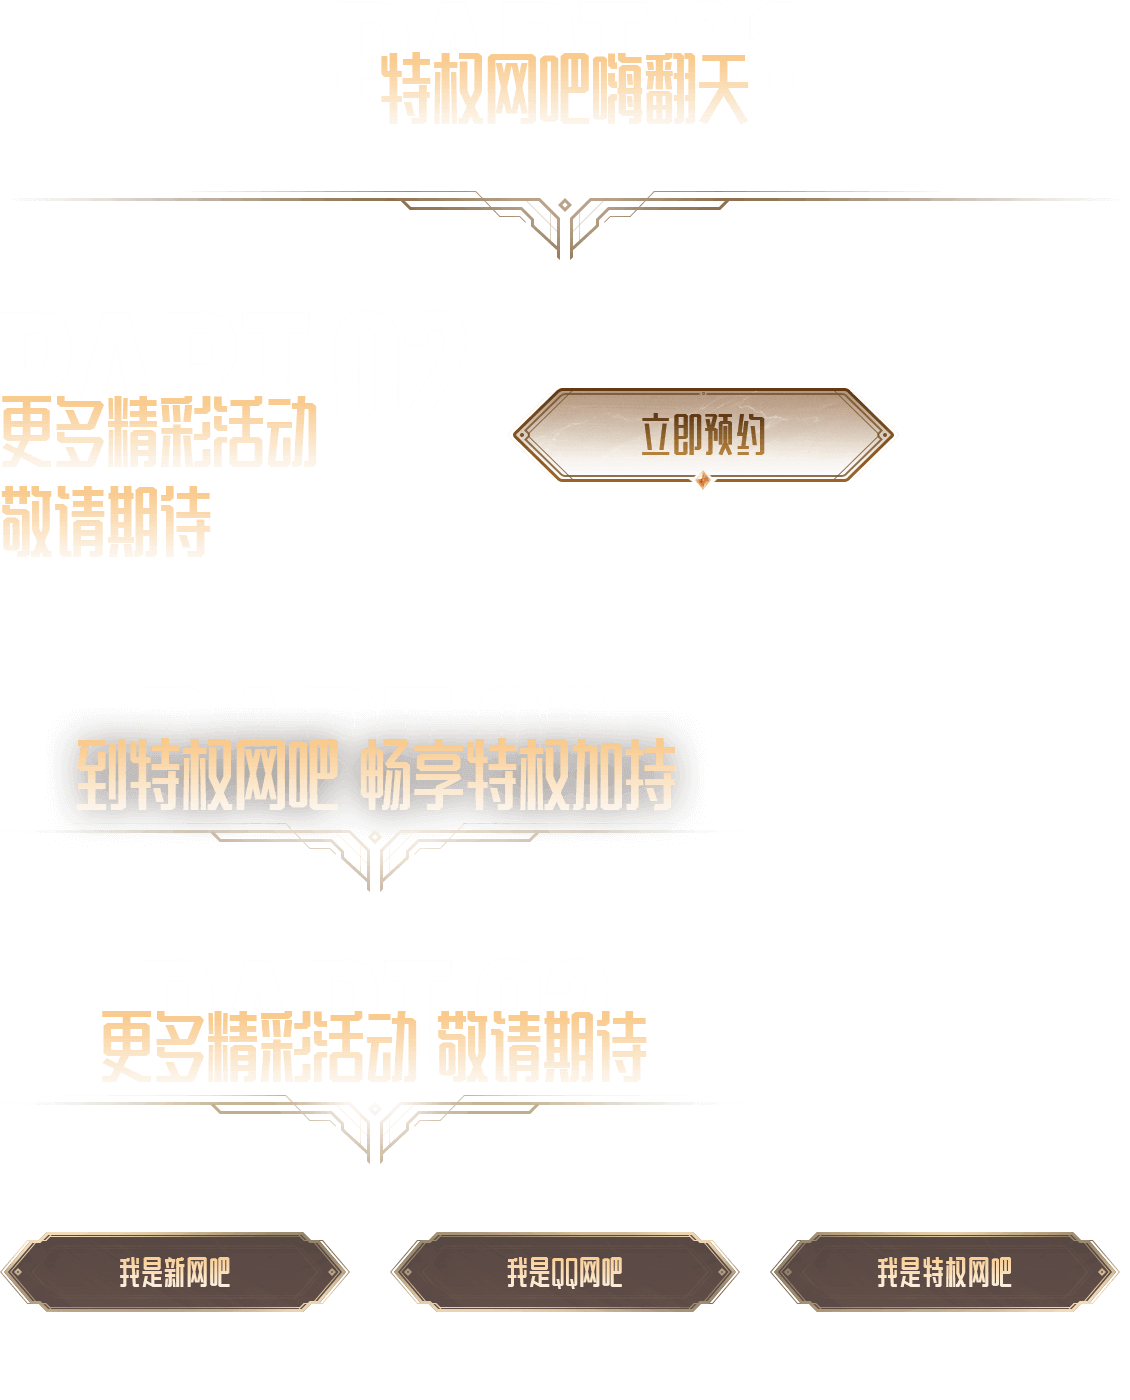 特权网吧嗨翻天
更多精彩活动
敬请期待
立即预约
到特权网吧 畅享特权加持
更多精彩活动 敬请期待
我是新网吧
我是QQ网吧
我是特权网吧